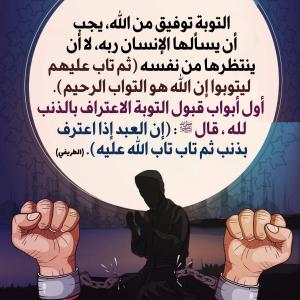 التوبة توفيق من الله، يجب
أن يسألها الإنسان ربه، لا أن
ينتظرها من نفسه (ثم تاب عليهم
ليتوبوا إن الله هو التواب الرحيم).
أول أبواب قبول التوبة الاعتراف بالذنب
لله، قال ﷺ: (إن العبد إذا اعترف
بذنب ثم تاب تاب الله عليه). (الطريفي)